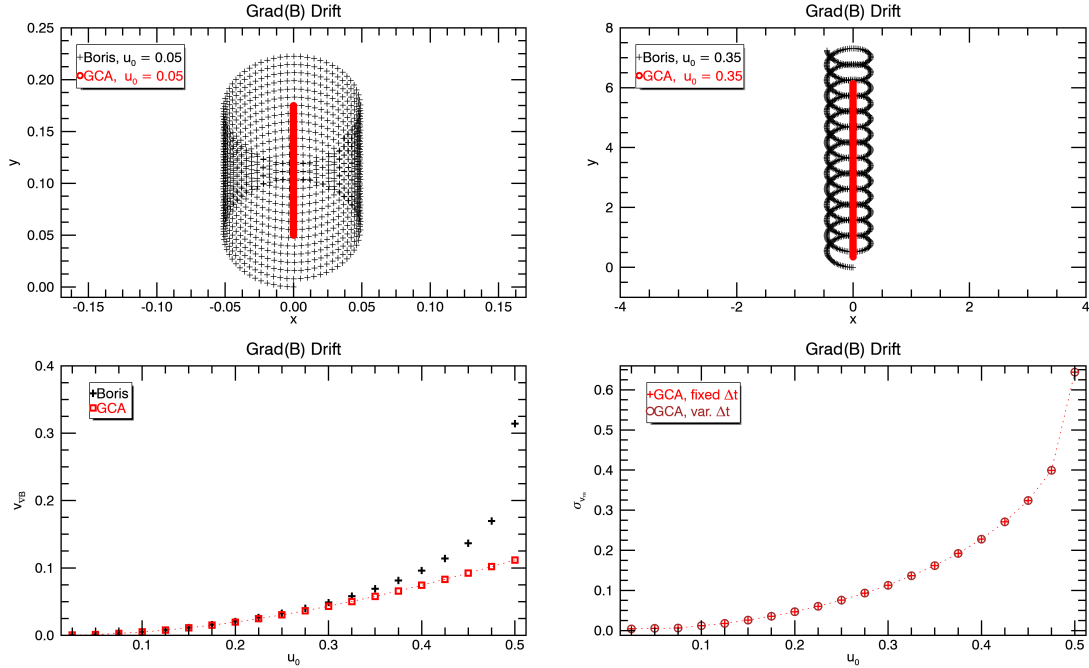 Grad(B) Drift
0.25
0.20
0.15
0.10
0.05
0.00
y
+Boris, u₀ = 0.05
GCA, u₀ = 0.05
-0.15 -0.10 -0.05 0.00 0.05 0.10 0.15
x
Grad(B) Drift
8
6
4
2
0
y
+Boris, u₀ = 0.35
GCA, u₀ = 0.35
-4 -2 0 2 4
x
Grad(B) Drift
0.4
0.3
0.2
0.1
0.0
v∇B
+Boris
GCA
0.1 0.2 0.3 0.4 0.5
u₀
Grad(B) Drift
0.6
0.5
0.4
0.3
0.2
0.1
0.0
+GCA, fixed Δt
GCA, var. Δt
0.1 0.2 0.3 0.4 0.5
u₀